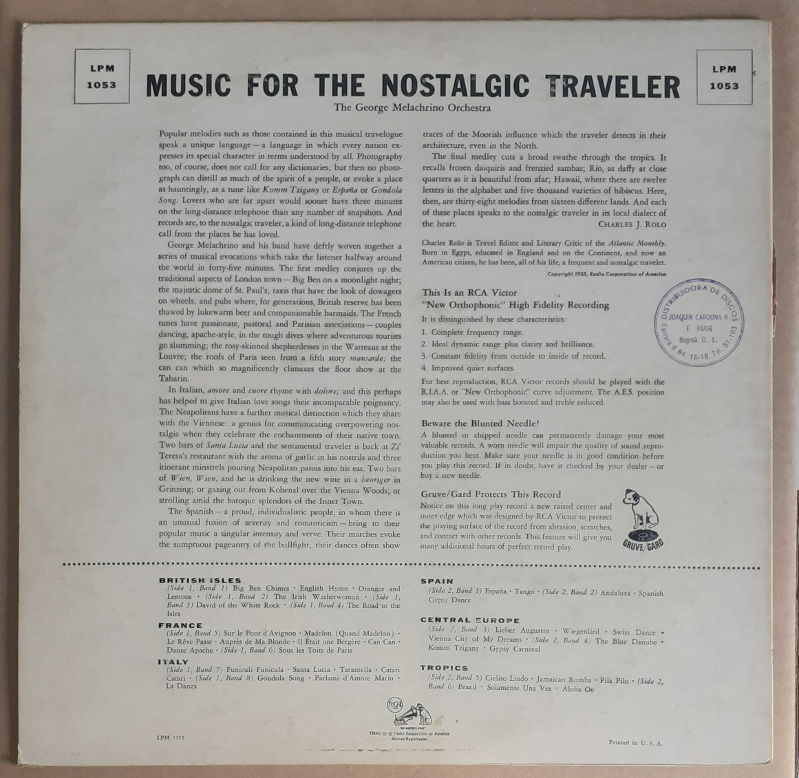 LPM
1053
MUSIC FOR THE NOSTALGIC TRAVELER
LPM
1053
The George Melachrino Orchestra
Popular melodies such as those contained in this musical travelogue
speak a unique language—a language in which every nation ex-
presses its special character in terms understood by all. Photography
too, of course, does not call for any dictionaries; but then no photo-
graph can distill as much of the spirit of a people, or evoke a place
as hauntingly, as a tune like Komm Tzigany or España or Gondola
Song. Lovers who are far apart would sooner have three minutes
on the long-distance telephone than any number of snapshots. And
records are, to the nostalgic traveler, a kind of long-distance telephone
call from the places he has loved.
George Melachrino and his band have deftly woven together a
series of musical evocations which take the listener halfway around
the world in forty-five minutes. The first medley conjures up the
traditional aspects of London town—Big Ben on a moonlight night;
the majestic dome of St. Paul's; taxis that have the look of dowagers
on wheels; and pubs where, for generations, British reserve has been
thawed by lukewarm beer and companionable barmaids. The French
tunes have passionate, pastoral and Parisian associations—couples
dancing, apache-style, in the tough dives where adventurous tourists
go slumming; the rosy-skinned shepherdesses in the Watteaus at the
Louvre; the roofs of Paris seen from a fifth story mansarde; the
can can which so magnificently climaxes the floor show at the
Tabarin.
In Italian, amore and cuore rhyme with dolore; and this perhaps
has helped to give Italian love songs their incomparable poignancy.
The Neapolitans have a further musical distinction which they share
with the Viennese: a genius for communicating overpowering nos-
talgia when they celebrate the enchantments of their native town.
Two bars of Santa Lucia and the sentimental traveler is back at Zi'
Teresa's restaurant with the aroma of garlic in his nostrils and three
itinerant minstrels pouring Neapolitan patois into his ear. Two bars
of Wien, Wien, and he is drinking the new wine in a heuriger in
Grinzing; or gazing out from Kobenzl over the Vienna Woods; or
strolling amid the baroque splendors of the Inner Town.
The Spanish—a proud, individualistic people, in whom there is
an unusual fusion of severity and romanticism—bring to their
popular music a singular intensity and verve. Their marches evoke
the sumptuous pageantry of the bullfight; their dances often show
traces of the Moorish influence which the traveler detects in their
architecture, even in the North.
The final medley cuts a broad swathe through the tropics. It
recalls frozen daiquiris and frenzied sambas; Rio, as daffy at close
quarters as it is beautiful from afar; Hawaii, where there are twelve
letters in the alphabet and five thousand varieties of hibiscus. Here,
then, are thirty-eight melodies from sixteen different lands. And each
of these places speaks to the nostalgic traveler in its local dialect of
the heart. CHARLES J. ROLO
Charles Rolo is Travel Editor and Literary Critic of the Atlantic Monthly.
Born in Egypt, educated in England and on the Continent, and now an
American citizen, he has been, all of his life, a frequent and nostalgic traveler.
Copyright 1955, Radio Corporation of America
This Is an RCA Victor
"New Orthophonic" High Fidelity Recording
It is distinguished by these characteristics:
1. Complete frequency range.
2. Ideal dynamic range plus clarity and brilliance.
3. Constant fidelity from outside to inside of record.
4. Improved quiet surfaces.
For best reproduction, RCA Victor records should be played with the
R.I.A.A. or "New Orthophonic" curve adjustment. The A.E.S. position
may also be used with bass boosted and treble reduced.
DISTRIBUIDORA DE DISCOS
JOAQUIN CARDONA R.
E HIJOS
Bogotá D. E.
Carrera 6 No. 16-16 Tel.
Beware the Blunted Needle!
A blunted or chipped needle can permanently damage your most
valuable records. A worn needle will impair the quality of sound repro-
duction you hear. Make sure your needle is in good condition before
you play this record. If in doubt, have it checked by your dealer—or
buy a new needle.
Gruve/Gard Protects This Record
Notice on this long play record a new raised center and
outer edge which was designed by RCA Victor to protect
the playing surface of the record from abrasion, scratches,
and contact with other records. This feature will give you
many additional hours of perfect record play.
GRUVE/GARD
BRITISH ISLES
(Side 1, Band 1) Big Ben Chimes · English Hymn · Oranges and
Lemons · (Side 1, Band 2) The Irish Washerwoman · (Side 1,
Band 3) David of the White Rock · (Side 1, Band 4) The Road to the
Isles
FRANCE
(Side 1, Band 5) Sur le Pont d'Avignon · Madelon (Quand Madelon) ·
Le Rêve Passe · Auprès de Ma Blonde · Il Était une Bergère · Can Can ·
Danse Apache · (Side 1, Band 6) Sous les Toits de Paris
ITALY
(Side 1, Band 7) Funiculi Funicula · Santa Lucia · Tarantella · Catari
Catari · (Side 1, Band 8) Gondola Song · Parlami d'Amore Mariu ·
La Danza
SPAIN
(Side 2, Band 1) España · Tango · (Side 2, Band 2) Andaluza · Spanish
Gypsy Dance
CENTRAL EUROPE
(Side 2, Band 3) Lieber Augustin · Wiegenlied · Swiss Dance ·
Vienna City of My Dreams · (Side 2, Band 4) The Blue Danube ·
Komm Tzigany · Gypsy Carnival
TROPICS
(Side 2, Band 5) Cielito Lindo · Jamaican Rumba · Pila Pilo · (Side 2,
Band 6) Brazil · Solamente Una Vez · Aloha Oe
RCA
"HIS MASTER'S VOICE"
TMKS ® © Radio Corporation of America
Marcas Registradas
LPM 1053
Printed in U. S. A.